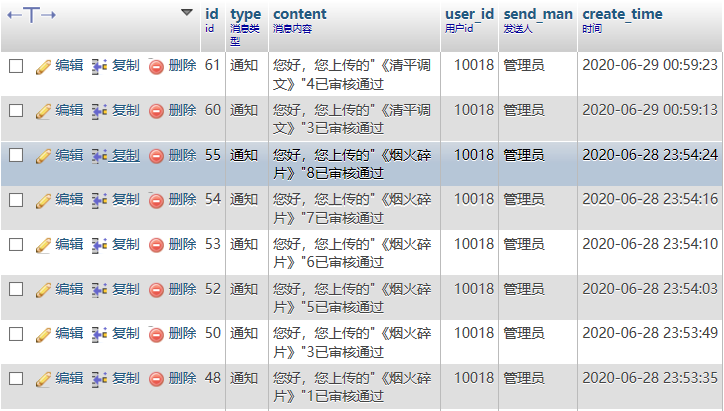 id type content user_id send_man create_time
id 消息类型 消息内容 用户id 发送人 时间
编辑 复制 删除 61 通知 您好，您上传的"《清平调文》"4已审核通过 10018 管理员 2020-06-29 00:59:23
编辑 复制 删除 60 通知 您好，您上传的"《清平调文》"3已审核通过 10018 管理员 2020-06-29 00:59:13
编辑 复制 删除 55 通知 您好，您上传的"《烟火碎片》"8已审核通过 10018 管理员 2020-06-28 23:54:24
编辑 复制 删除 54 通知 您好，您上传的"《烟火碎片》"7已审核通过 10018 管理员 2020-06-28 23:54:16
编辑 复制 删除 53 通知 您好，您上传的"《烟火碎片》"6已审核通过 10018 管理员 2020-06-28 23:54:10
编辑 复制 删除 52 通知 您好，您上传的"《烟火碎片》"5已审核通过 10018 管理员 2020-06-28 23:54:03
编辑 复制 删除 50 通知 您好，您上传的"《烟火碎片》"3已审核通过 10018 管理员 2020-06-28 23:53:49
编辑 复制 删除 48 通知 您好，您上传的"《烟火碎片》"1已审核通过 10018 管理员 2020-06-28 23:53:35